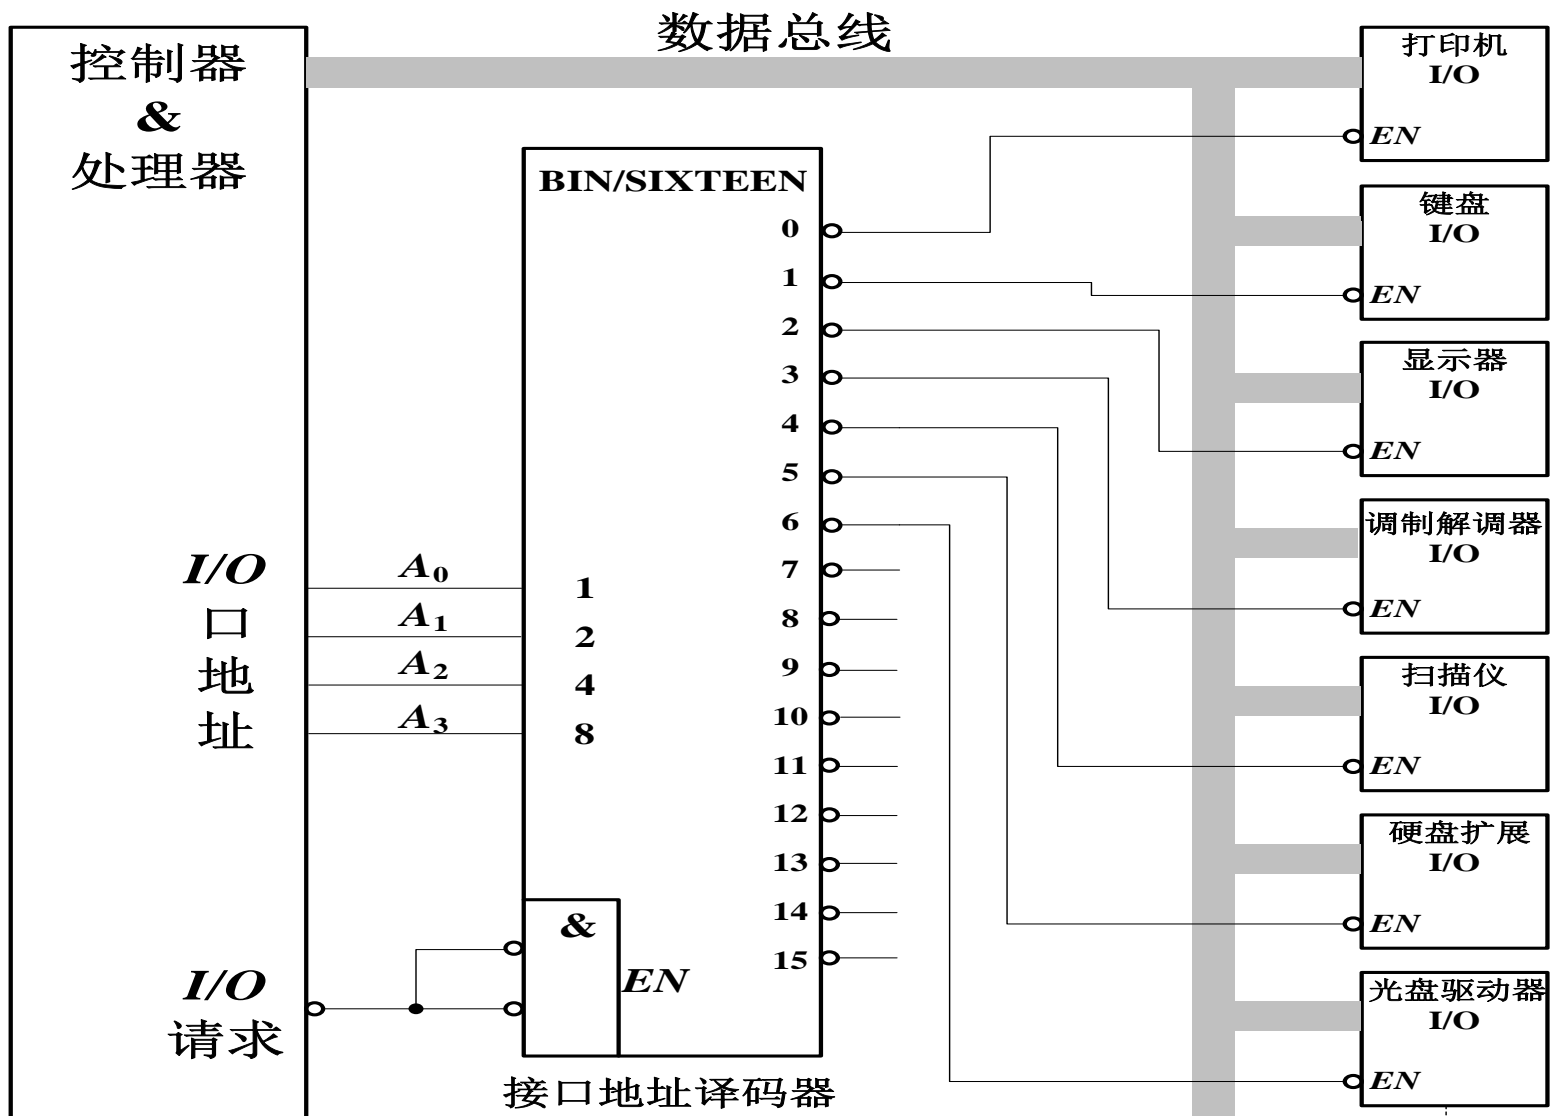 数据总线
控制器
&
处理器
I/O
口
地
址
I/O
请求
A0
A1
A2
A3
BIN/SIXTEEN
0
1
2
3
4
5
6
7
8
9
10
11
12
13
14
15
1
2
4
8
&
EN
接口地址译码器
打印机
I/O
EN
键盘
I/O
EN
显示器
I/O
EN
调制解调器
I/O
EN
扫描仪
I/O
EN
硬盘扩展
I/O
EN
光盘驱动器
I/O
EN